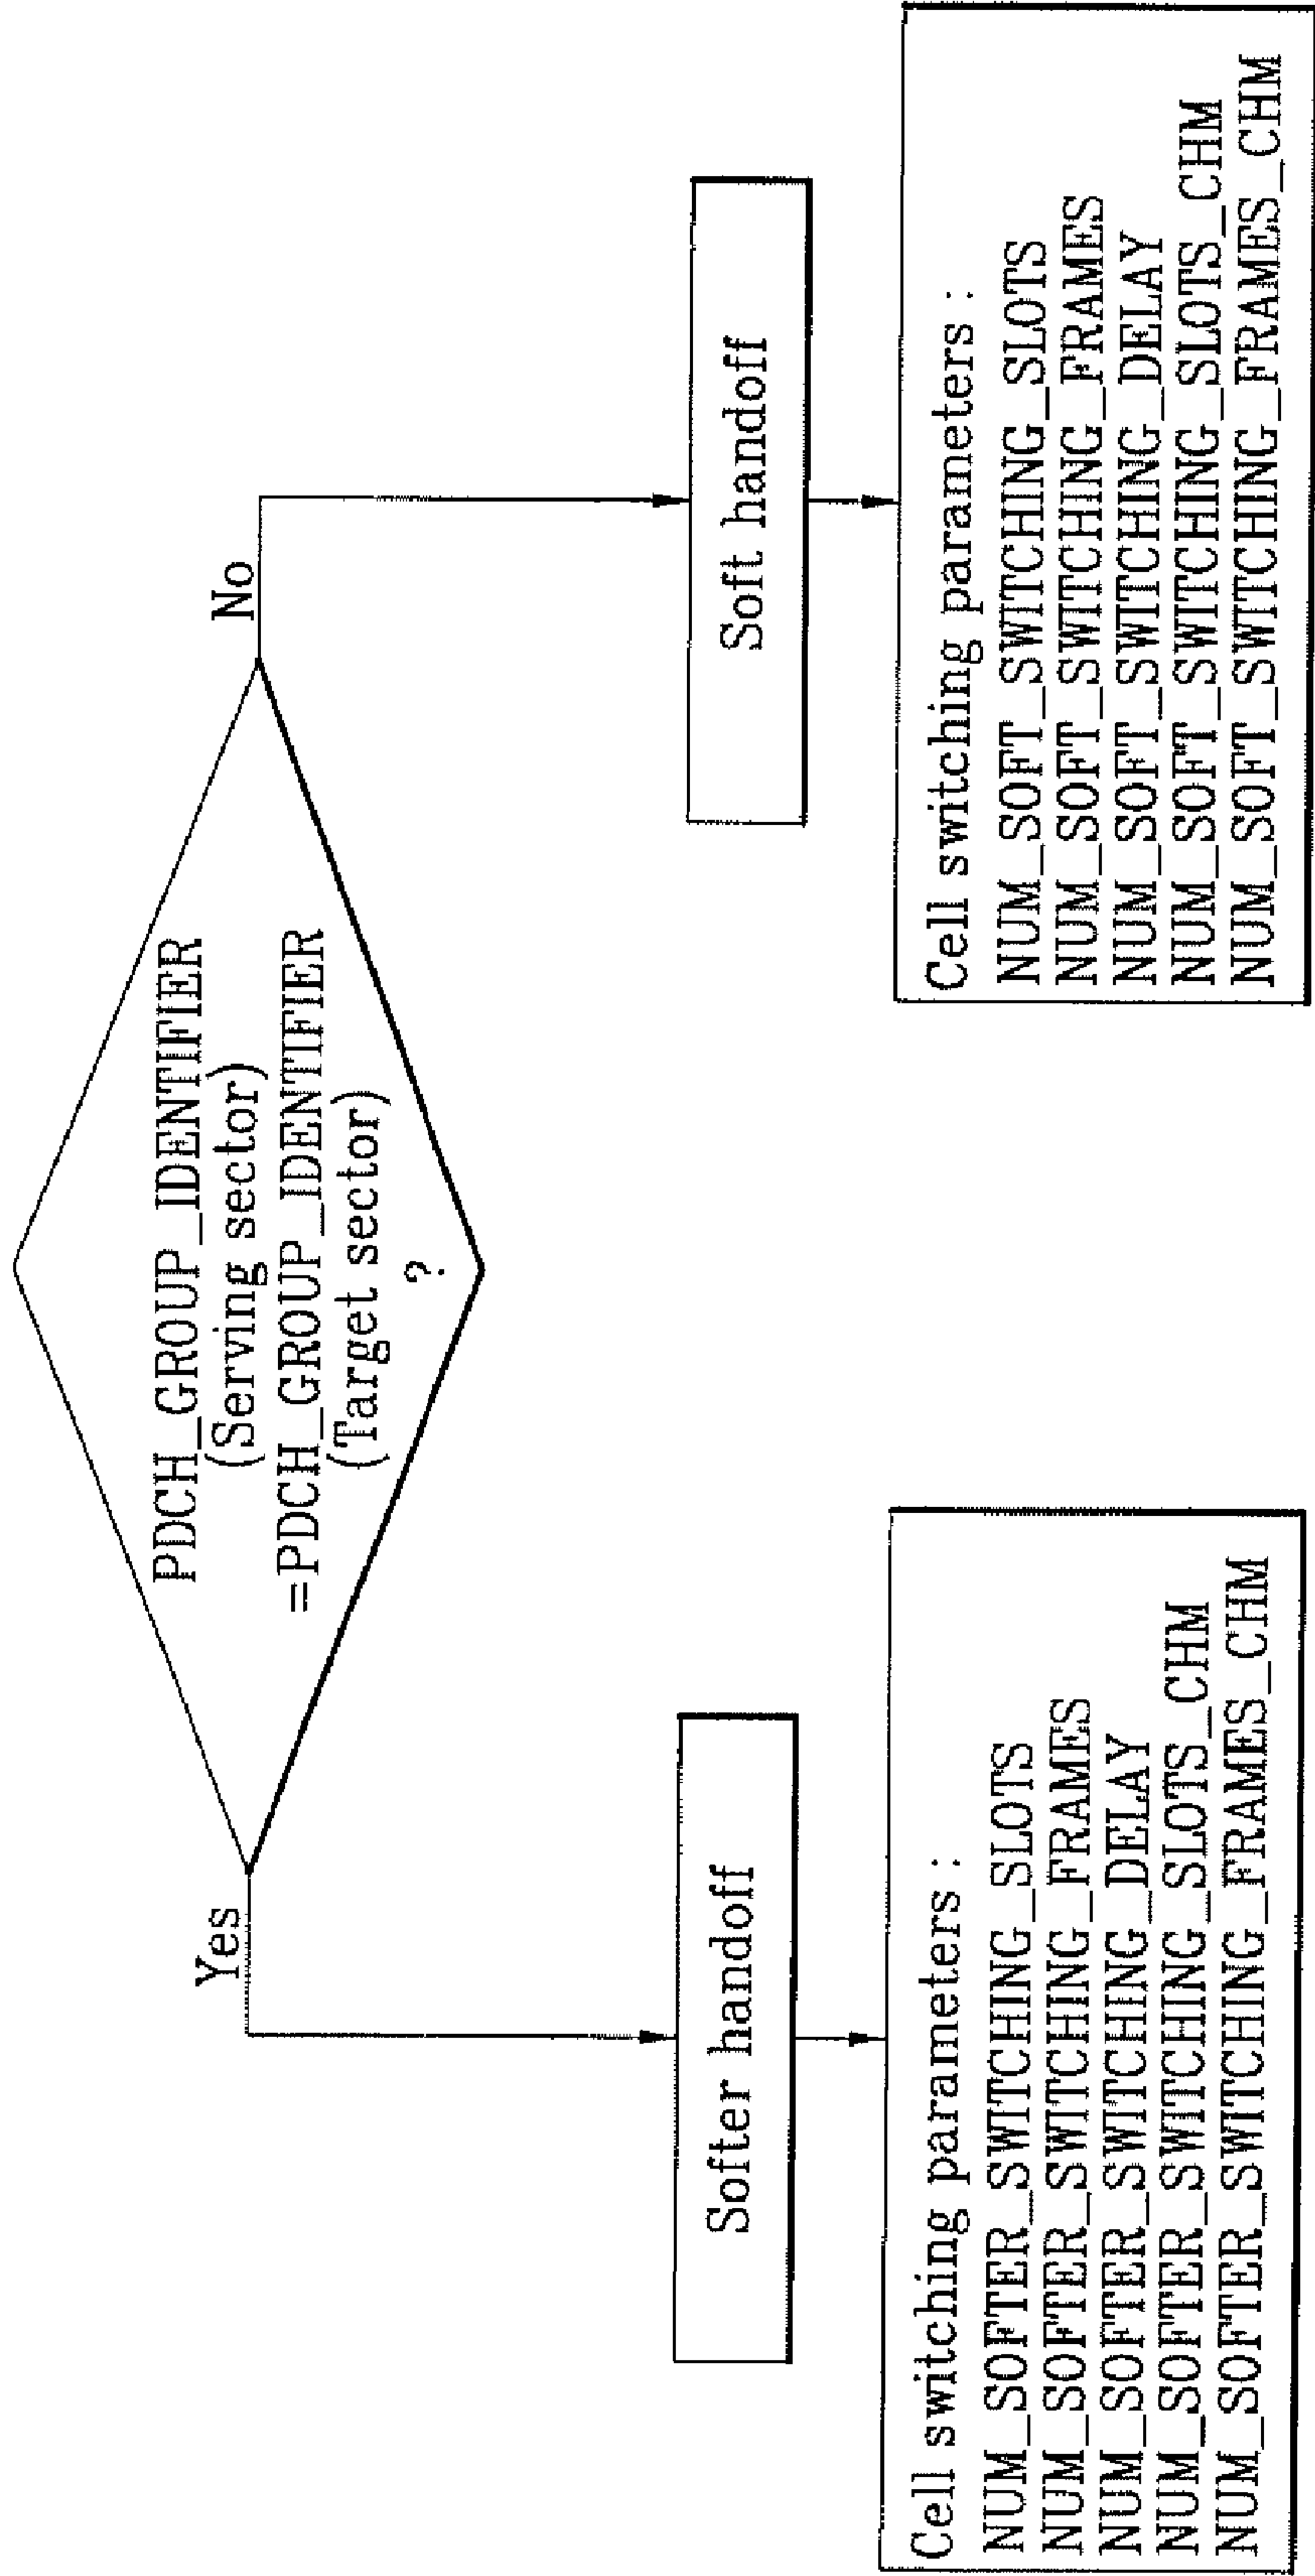 PDCH_GROUP_IDENTIFIER
(Serving sector)
=PDCH_GROUP_IDENTIFIER
(Target sector)
?
Yes
No
Softer handoff
Soft handoff
Cell switching parameters :
NUM_SOFTER_SWITCHING_SLOTS
NUM_SOFTER_SWITCHING_FRAMES
NUM_SOFTER_SWITCHING_DELAY
NUM_SOFTER_SWITCHING_SLOTS_CHM
NUM_SOFTER_SWITCHING_FRAMES_CHM
Cell switching parameters :
NUM_SOFT_SWITCHING_SLOTS
NUM_SOFT_SWITCHING_FRAMES
NUM_SOFT_SWITCHING_DELAY
NUM_SOFT_SWITCHING_SLOTS_CHM
NUM_SOFT_SWITCHING_FRAMES_CHM